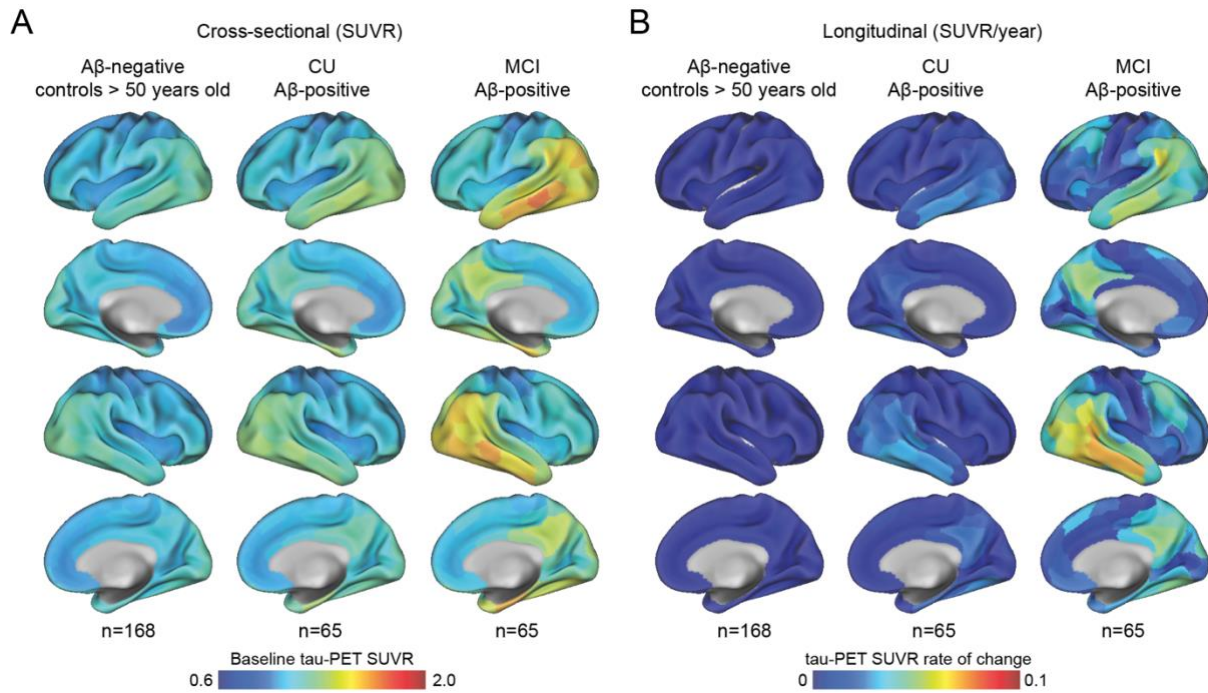 A
Cross-sectional (SUVR)
Aβ-negative
controls > 50 years old
CU
Aβ-positive
MCI
Aβ-positive
n=168
n=65
n=65
Baseline tau-PET SUVR
0.6
2.0
B
Longitudinal (SUVR/year)
Aβ-negative
controls > 50 years old
CU
Aβ-positive
MCI
Aβ-positive
n=168
n=65
n=65
tau-PET SUVR rate of change
0
0.1